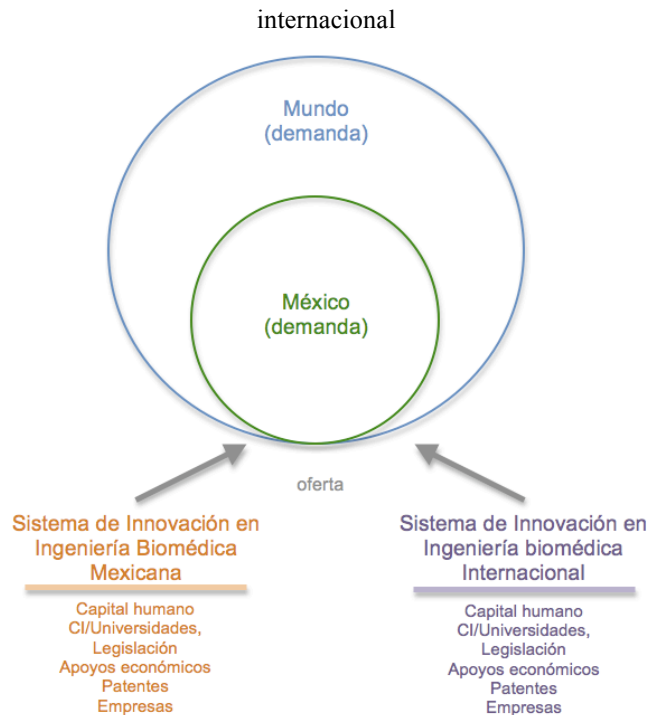 internacional
Mundo
(demanda)
México
(demanda)
oferta
Sistema de Innovación en
Ingeniería Biomédica
Mexicana
Capital humano
CI/Universidades,
Legislación
Apoyos económicos
Patentes
Empresas
Sistema de Innovación en
Ingeniería biomédica
Internacional
Capital humano
CI/Universidades,
Legislación
Apoyos económicos
Patentes
Empresas